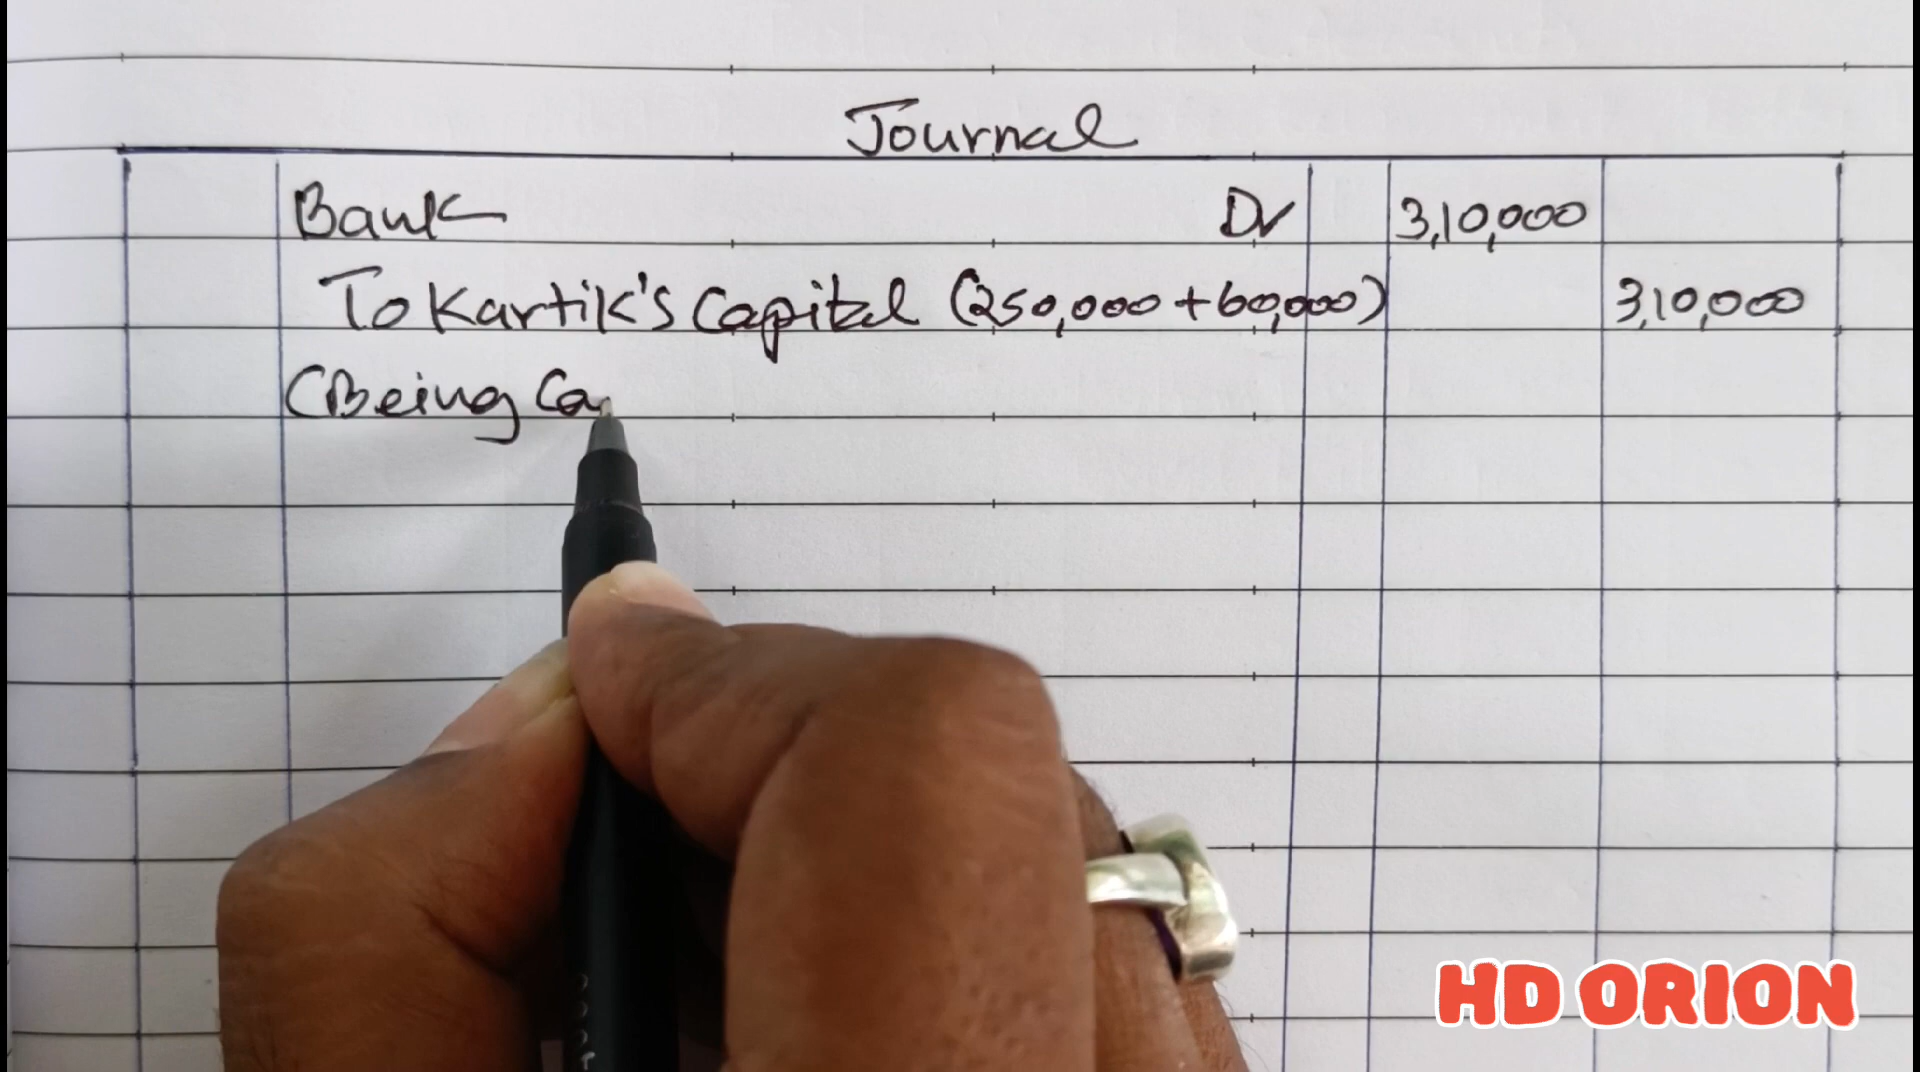 Journal
Bank Dr 3,10,000
To Kartik's Capital (250,000+60,000) 3,10,000
(Being Ca
HD ORION